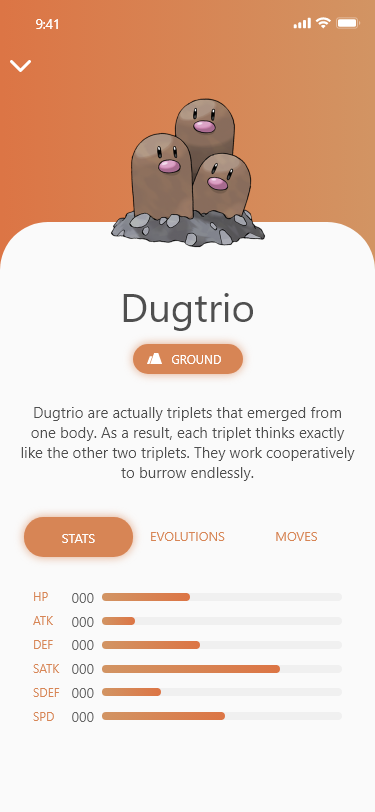 9:41
Dugtrio
GROUND
Dugtrio are actually triplets that emerged from
one body. As a result, each triplet thinks exactly
like the other two triplets. They work cooperatively
to burrow endlessly.
STATS EVOLUTIONS MOVES
HP 000
ATK 000
DEF 000
SATK 000
SDEF 000
SPD 000